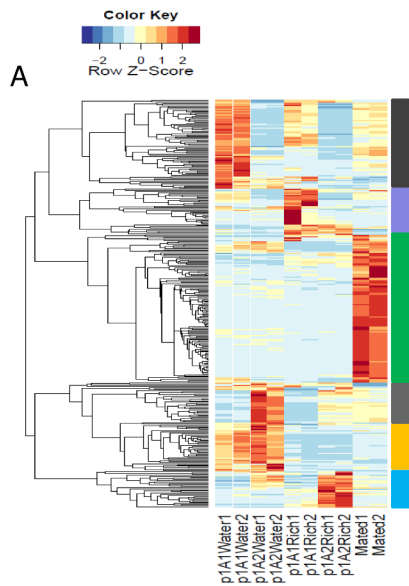 Color Key
-2 0 1 2
Row Z-Score
A
p1A1Water1
p1A1Water2
p1A2Water1
p1A2Water2
p1A1Rich1
p1A1Rich2
p1A2Rich1
p1A2Rich2
Mated1
Mated2